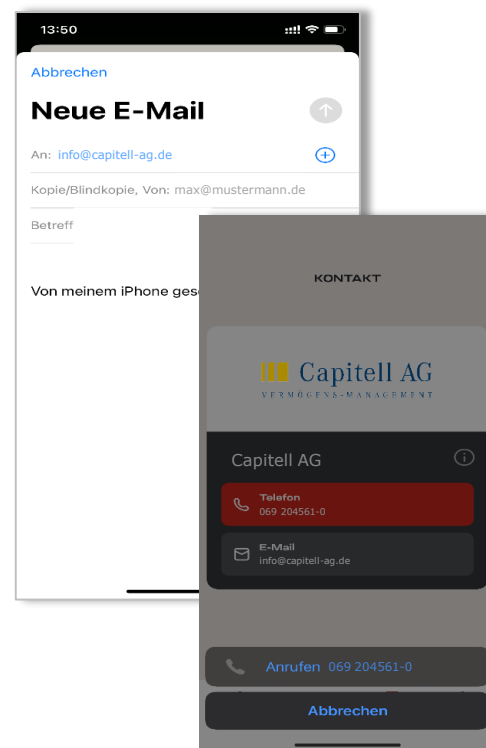 13:50
Abbrechen
Neue E-Mail
An: info@capitell-ag.de
Kopie/Blindkopie, Von: max@mustermann.de
Betreff
Von meinem iPhone
KONTAKT
Capitell AG
VERMÖGENS-MANAGEMENT
Capitell AG
Telefon
069 204561-0
E-Mail
info@capitell-ag.de
Anrufen 069 204561-0
Abbrechen